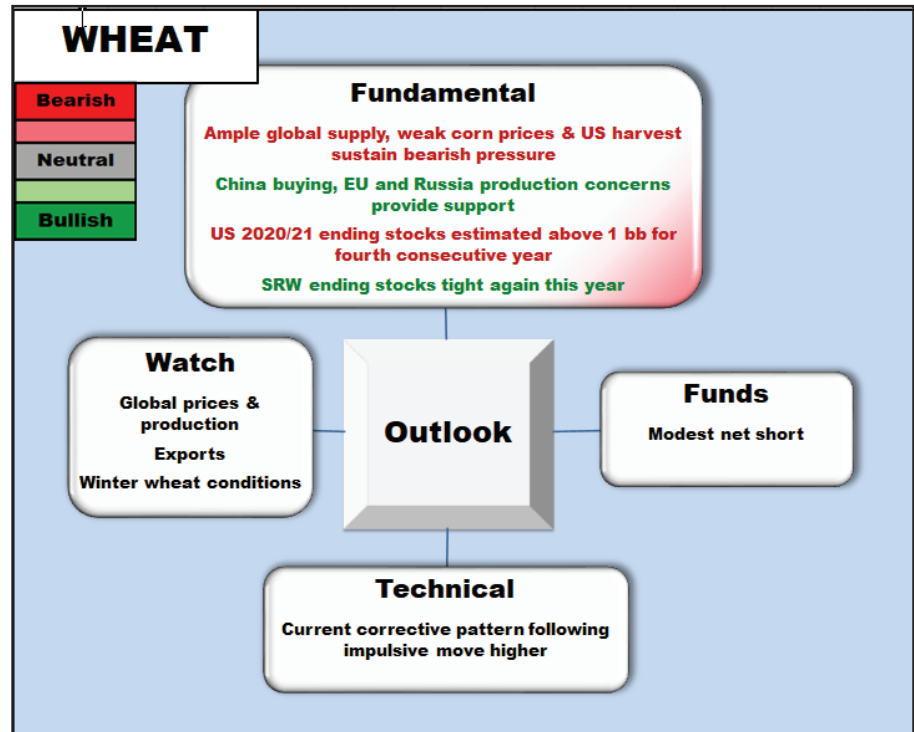 WHEAT
Bearish
Neutral
Bullish
Fundamental
Ample global supply, weak corn prices & US harvest
sustain bearish pressure
China buying, EU and Russia production concerns
provide support
US 2020/21 ending stocks estimated above 1 bb for
fourth consecutive year
SRW ending stocks tight again this year
Watch
Global prices &
production
Exports
Winter wheat conditions
Outlook
Funds
Modest net short
Technical
Current corrective pattern following
impulsive move higher